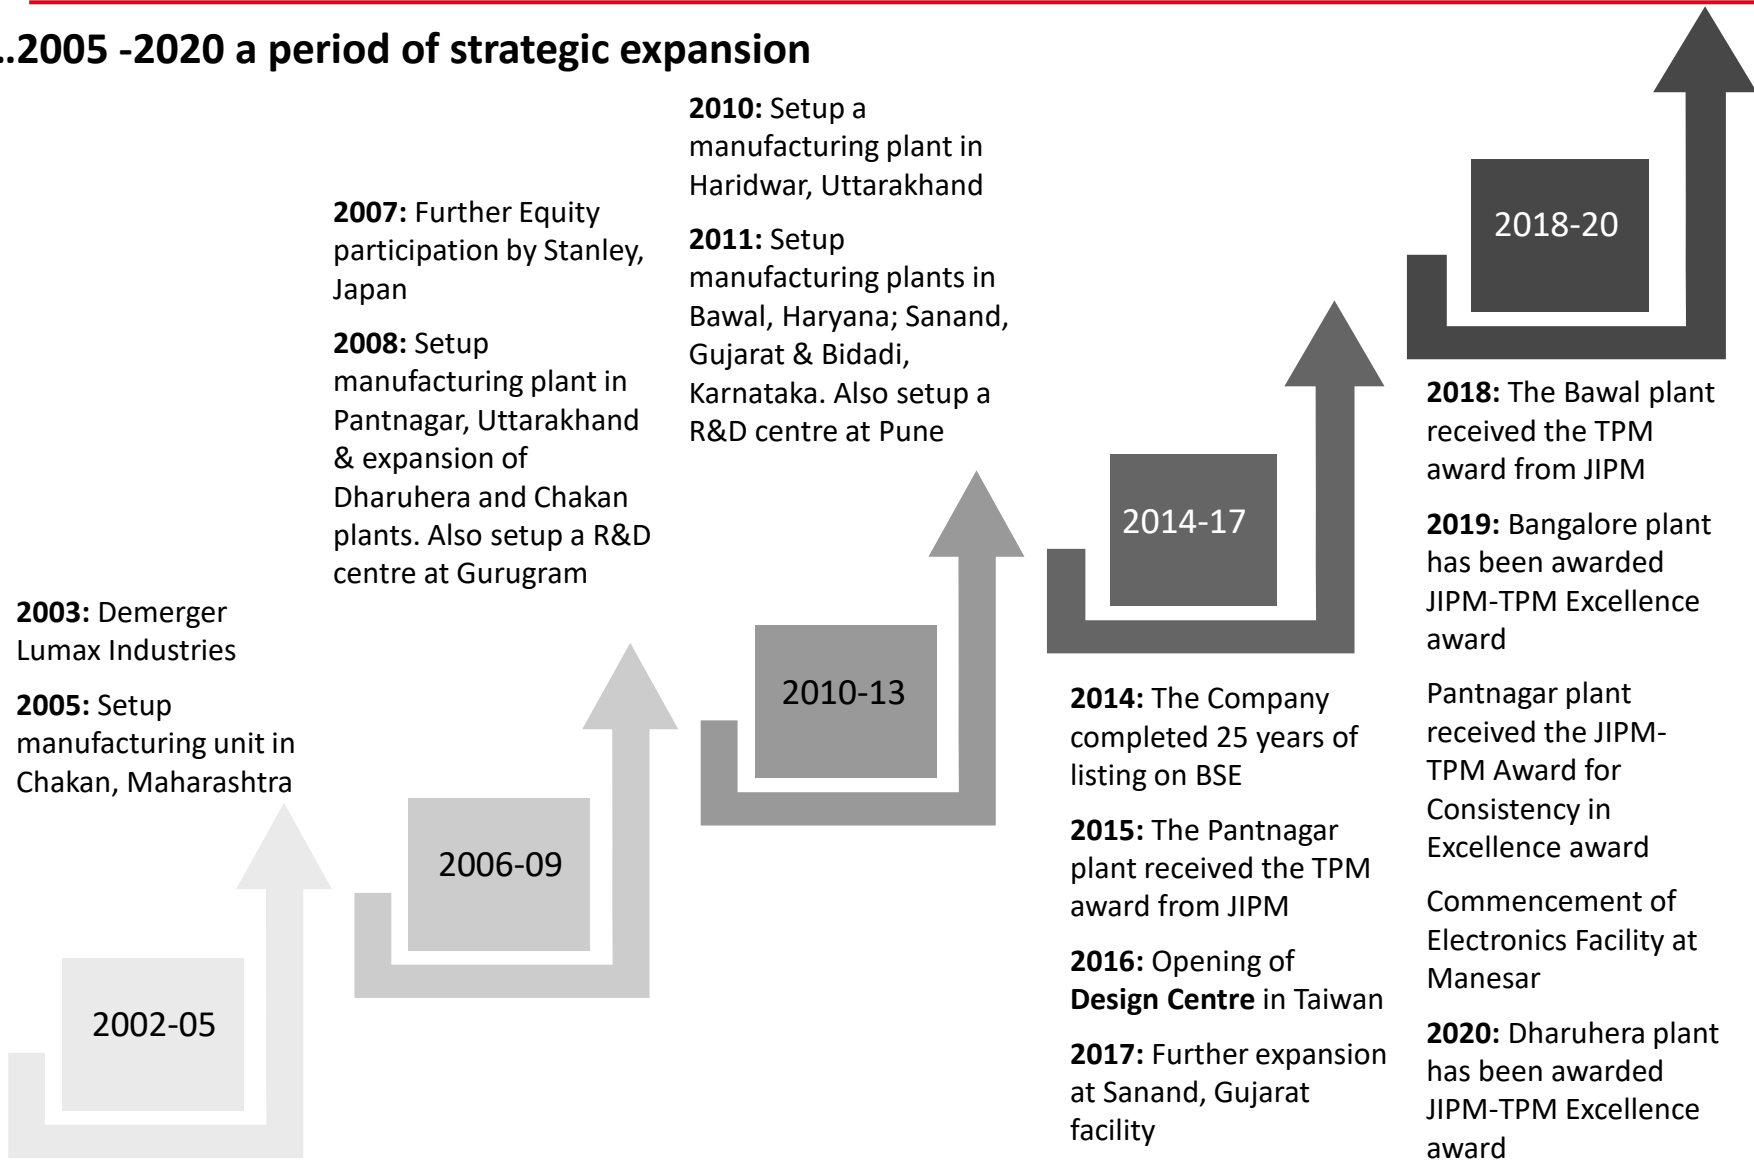 ..2005 -2020 a period of strategic expansion
2003: Demerger
Lumax Industries
2005: Setup
manufacturing unit in
Chakan, Maharashtra
2002-05
2007: Further Equity
participation by Stanley,
Japan
2008: Setup
manufacturing plant in
Pantnagar, Uttarakhand
& expansion of
Dharuhera and Chakan
plants. Also setup a R&D
centre at Gurugram
2006-09
2010: Setup a
manufacturing plant in
Haridwar, Uttarakhand
2011: Setup
manufacturing plants in
Bawal, Haryana; Sanand,
Gujarat & Bidadi,
Karnataka. Also setup a
R&D centre at Pune
2010-13
2014-17
2014: The Company
completed 25 years of
listing on BSE
2015: The Pantnagar
plant received the TPM
award from JIPM
2016: Opening of
Design Centre in Taiwan
2017: Further expansion
at Sanand, Gujarat
facility
2018-20
2018: The Bawal plant
received the TPM
award from JIPM
2019: Bangalore plant
has been awarded
JIPM-TPM Excellence
award
Pantnagar plant
received the JIPM-
TPM Award for
Consistency in
Excellence award
Commencement of
Electronics Facility at
Manesar
2020: Dharuhera plant
has been awarded
JIPM-TPM Excellence
award